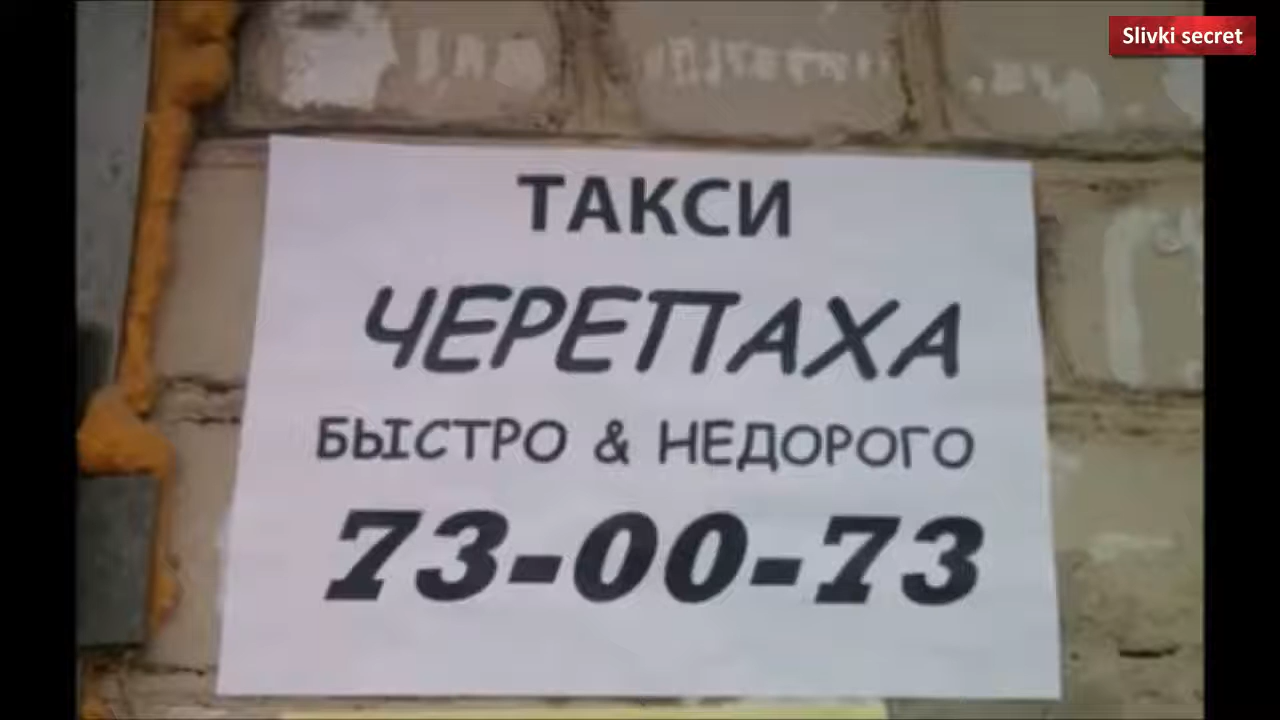 Slivki secret
ТАКСИ
ЧЕРЕПАХА
БЫСТРО & НЕДОРОГО
73-00-73